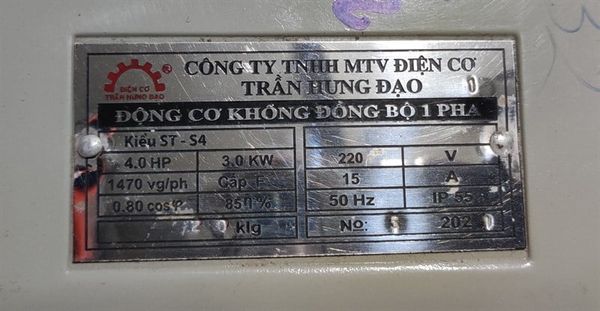 ĐIỆN CƠ
TRẦN HƯNG ĐẠO
®
CÔNG TY TNHH MTV ĐIỆN CƠ
TRẦN HƯNG ĐẠO
ĐỘNG CƠ KHÔNG ĐỒNG BỘ 1 PHA
Kiểu ST - S4
4.0 HP 3.0 KW 220 V
1470 vg/ph Cấp F 15 A
0.80 cosφ 85 % 50 Hz IP 55
klg No: 202